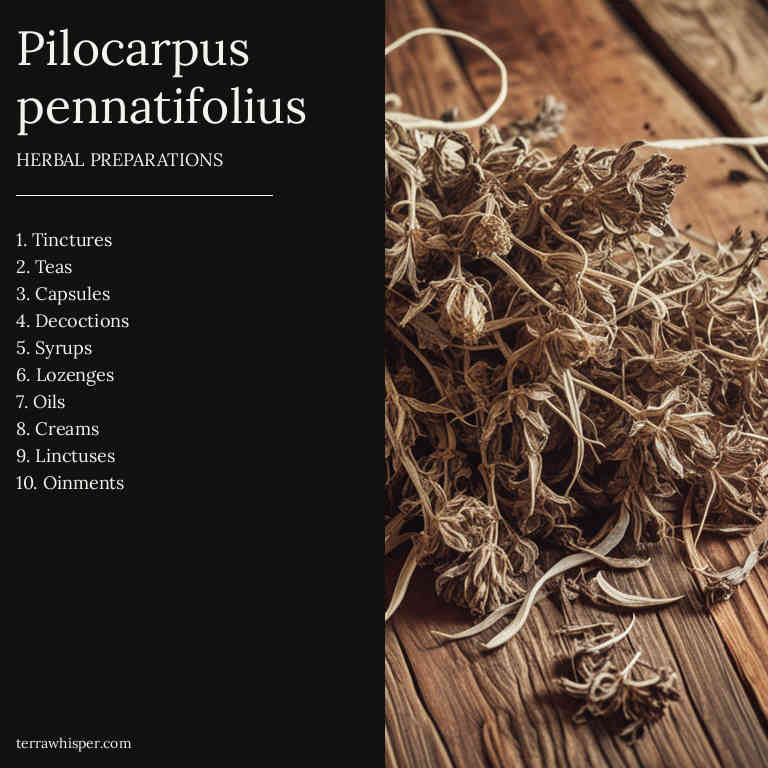 Pilocarpus
pennatifolius
HERBAL PREPARATIONS
1. Tinctures
2. Teas
3. Capsules
4. Decoctions
5. Syrups
6. Lozenges
7. Oils
8. Creams
9. Linctuses
10. Oinments
terrawhisper.com